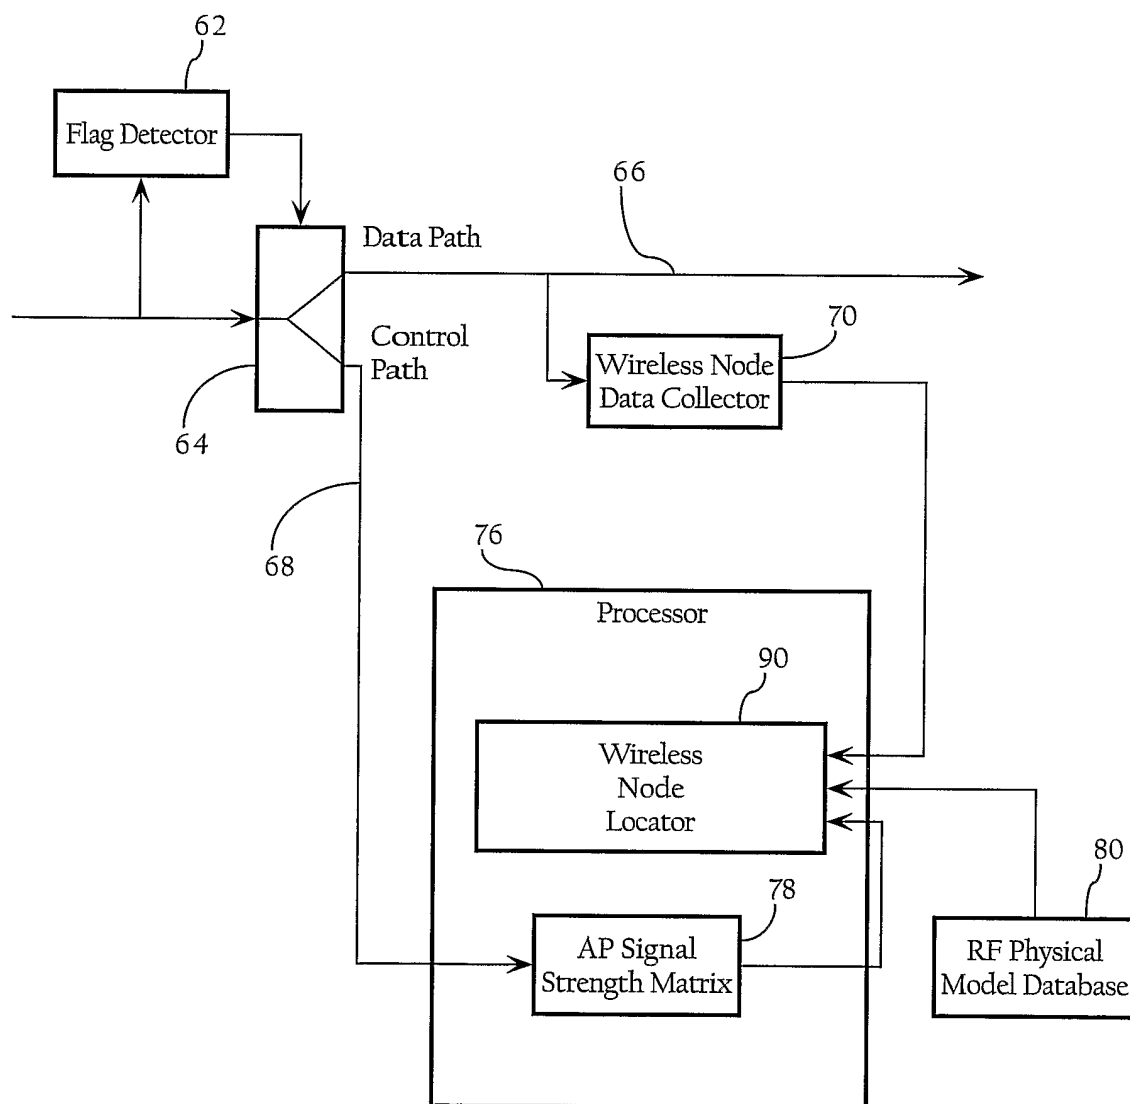 62
Flag Detector
66
Data Path
70
Control
Path
Wireless Node
Data Collector
64
68
76
Processor
90
Wireless
Node
Locator
80
78
AP Signal
Strength Matrix
RF Physical
Model Database